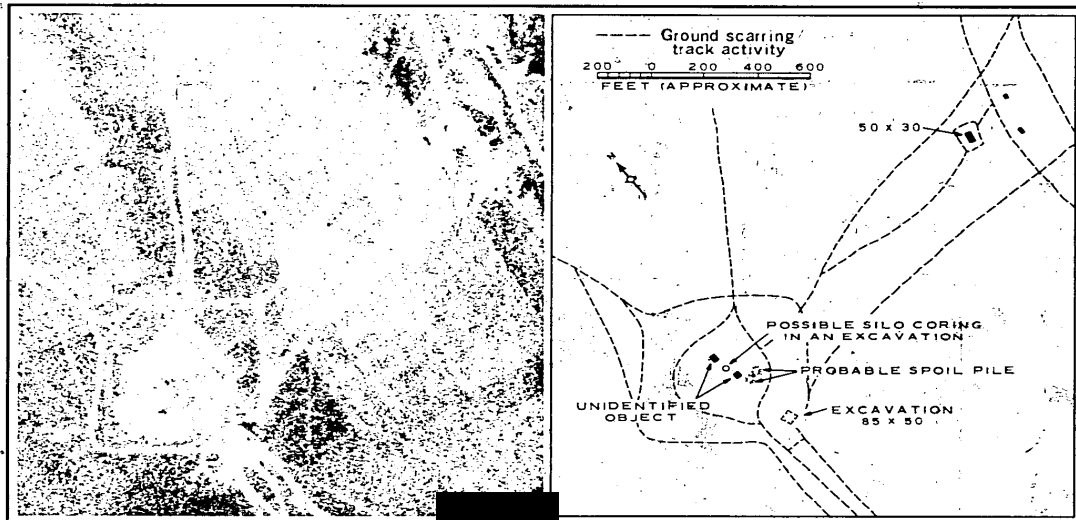 Ground scarring
track activity
200 0 200 400 600
FEET (APPROXIMATE)
50 X 30
N
POSSIBLE SILO CORING
IN AN EXCAVATION
PROBABLE SPOIL PILE
UNIDENTIFIED
OBJECT
EXCAVATION
85 X 50